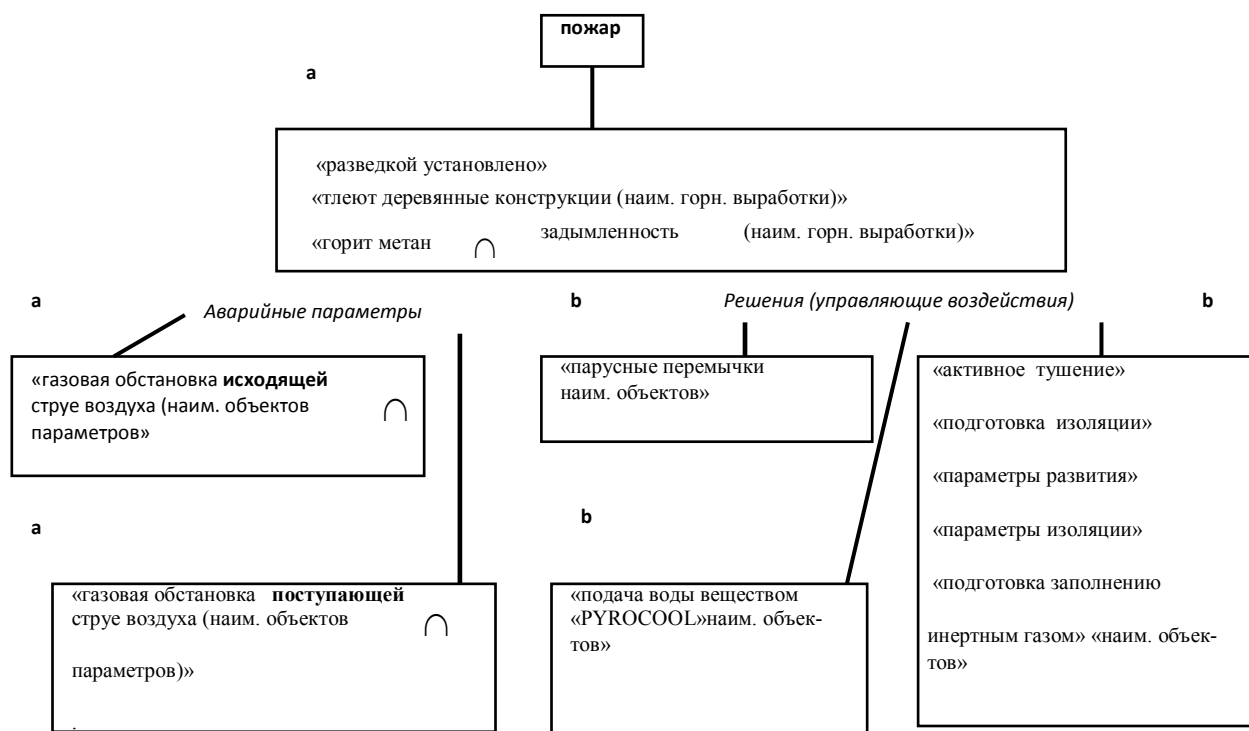 пожар
а
«разведкой установлено»
«тлеют деревянные конструкции (наим. горн. выработки)»
«горит метан ∩ задымленность (наим. горн. выработки)»
а
Аварийные параметры
b
Решения (управляющие воздействия)
b
«газовая обстановка исходящей
струе воздуха (наим. объектов ∩
параметров»
«парусные перемычки
наим. объектов»
«активное тушение»
«подготовка изоляции»
«параметры развития»
«параметры изоляции»
«подготовка заполнению
инертным газом» «наим. объек-
тов»
а
«газовая обстановка поступающей
струе воздуха (наим. объектов ∩
параметров)»
.
b
«подача воды веществом
«PYROCOOL»наим. объек-
тов»